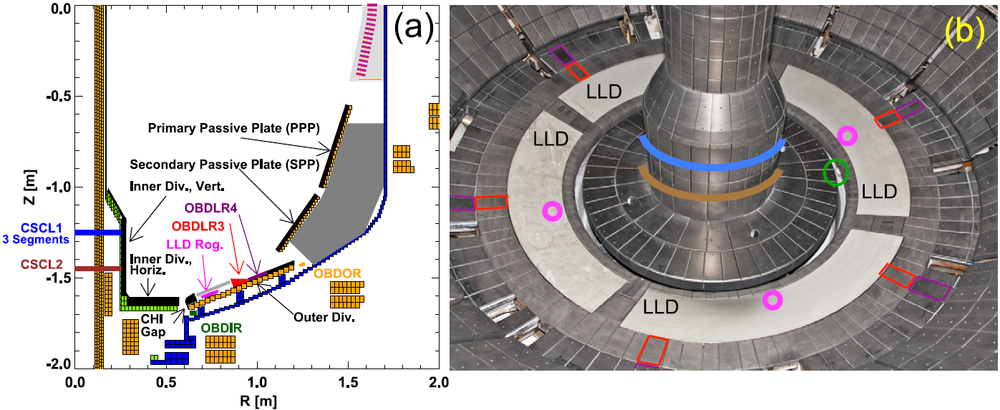 (a)
0.0
-0.5
-1.0
-1.5
-2.0
Z [m]
Primary Passive Plate (PPP)
Secondary Passive Plate (SPP)
Inner Div., Vert.
OBDLR4
OBDLR3
LLD Rog.
CSCL1
3 Segments
Inner Div.,
Horiz.
CSCL2
OBDOR
CHI
Gap
Outer Div.
OBDIR
0.0
0.5
1.0
1.5
2.0
R [m]
(b)
LLD
LLD
LLD
LLD